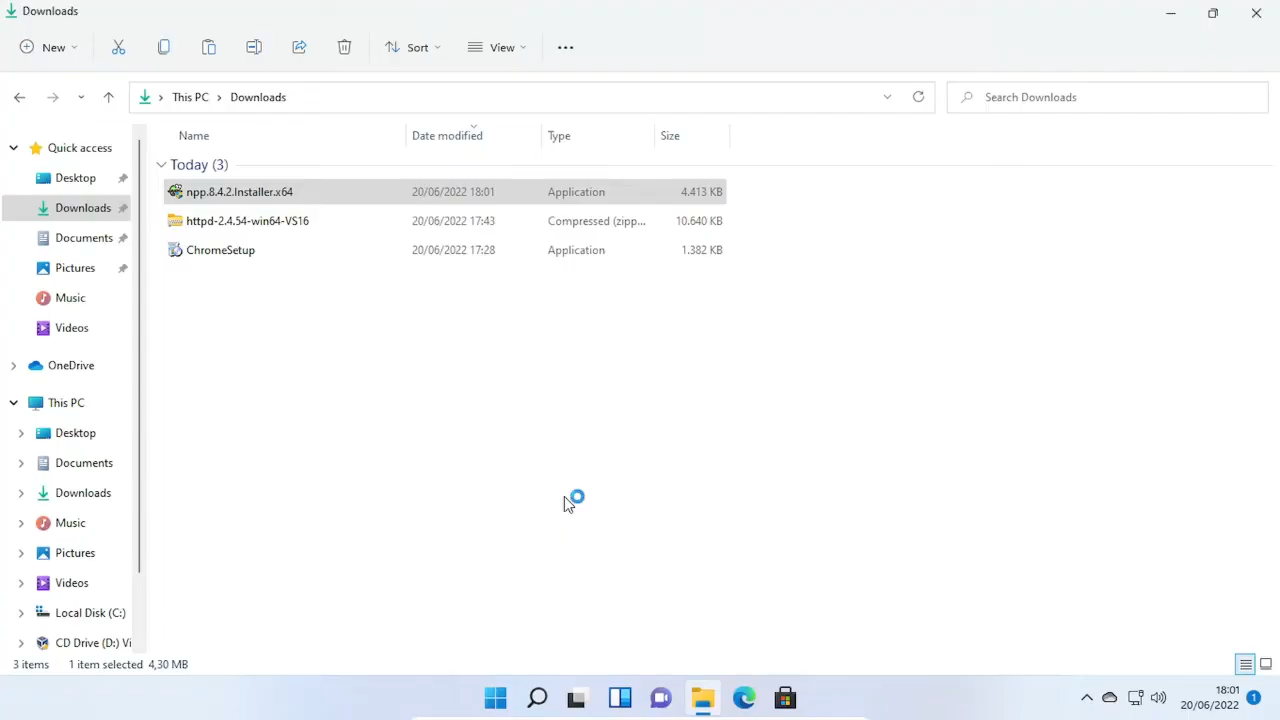 Downloads
New
Sort
View
This PC
Downloads
Search Downloads
Name
Date modified
Type
Size
Quick access
Desktop
Downloads
Documents
Pictures
Music
Videos
OneDrive
This PC
Desktop
Documents
Downloads
Music
Pictures
Videos
Local Disk (C:)
CD Drive (D:) Vi
Today (3)
npp.8.4.2.Installer.x64 20/06/2022 18:01 Application 4.413 KB
httpd-2.4.54-win64-VS16 20/06/2022 17:43 Compressed (zipp... 10.640 KB
ChromeSetup 20/06/2022 17:28 Application 1.382 KB
3 items 1 item selected 4,30 MB
18:01
20/06/2022
1